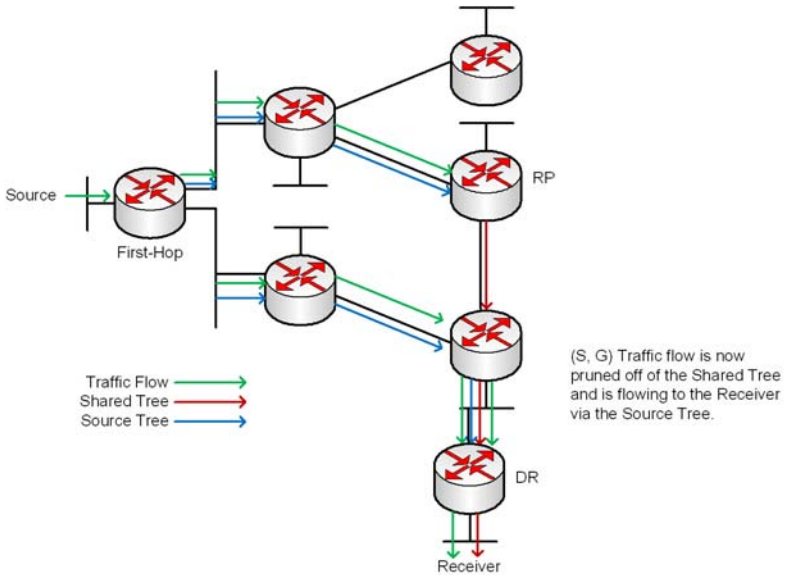 RP
Source
First-Hop
(S, G) Traffic flow is now
pruned off of the Shared Tree
and is flowing to the Receiver
via the Source Tree.
Traffic Flow
Shared Tree
Source Tree
DR
Receiver